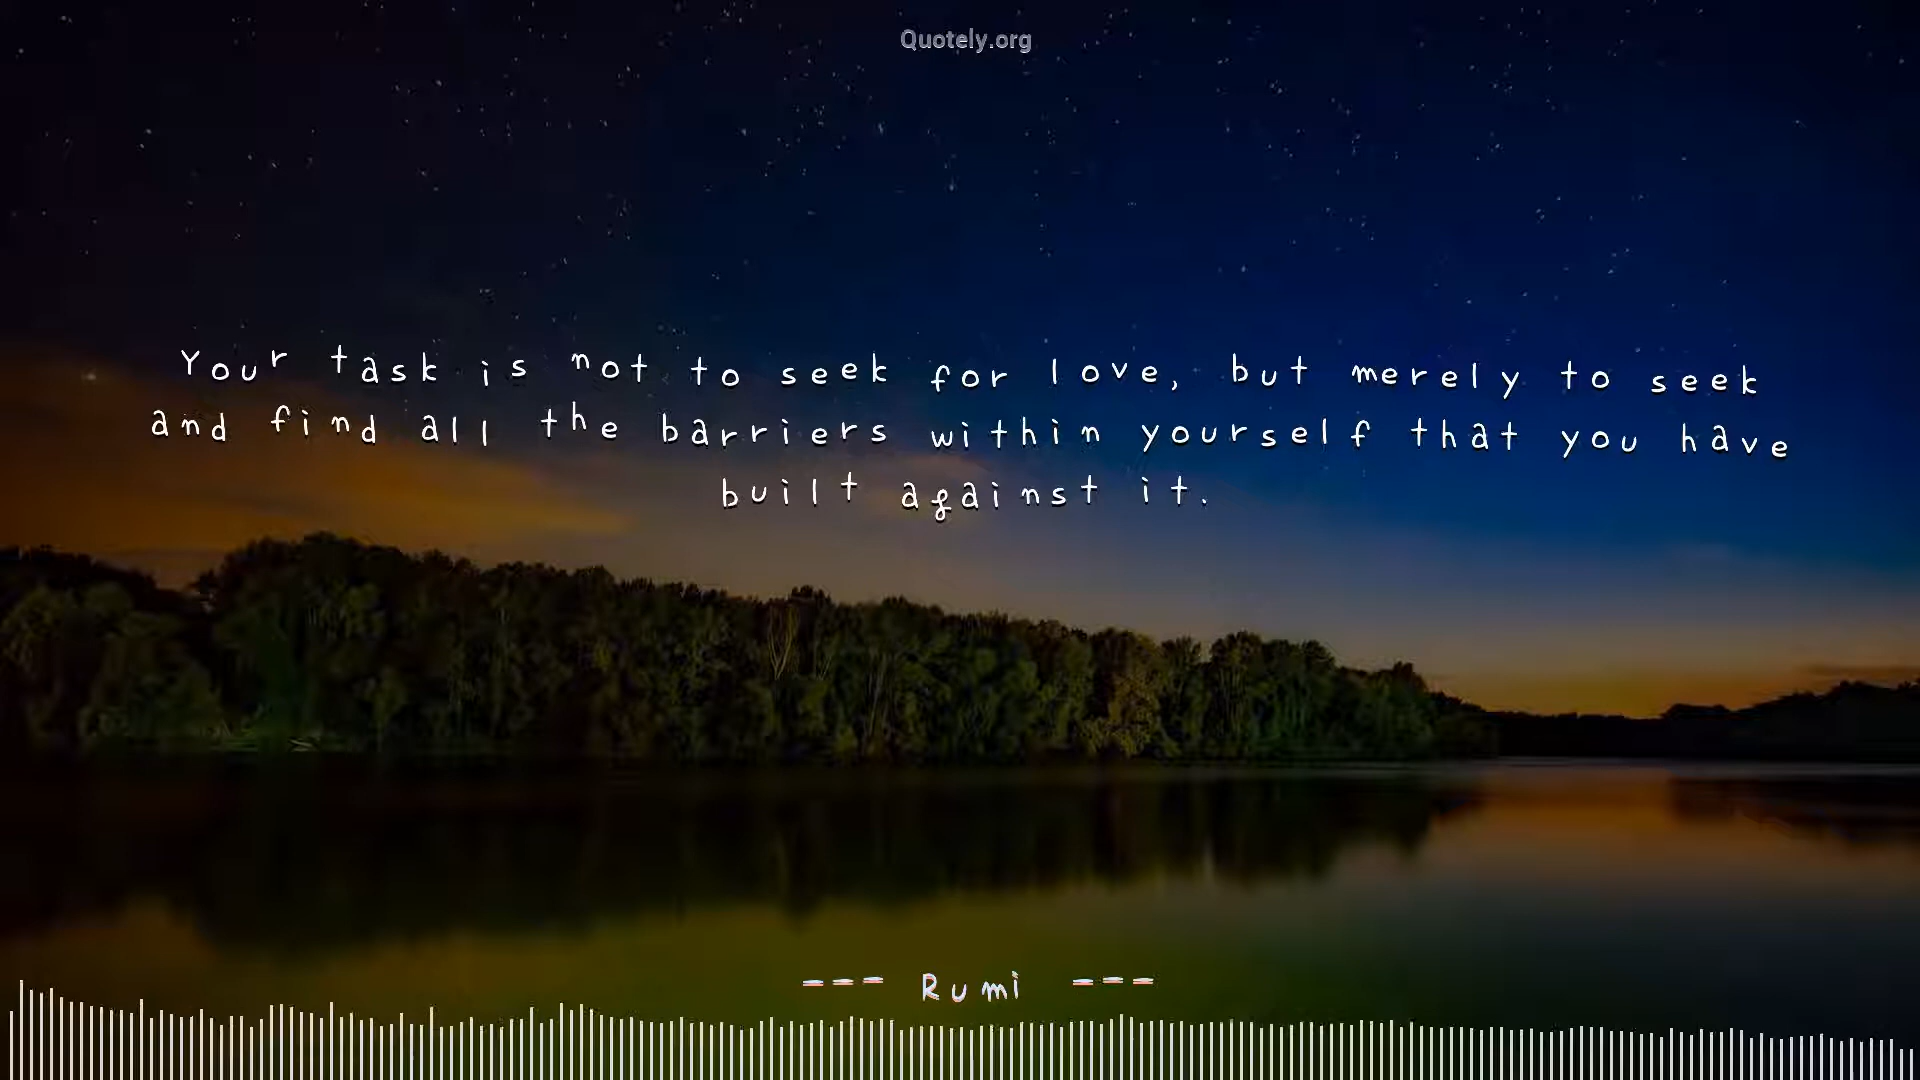 Quotely.org
Your task is not to seek for love, but merely to seek
and find all the barriers within yourself that you have
built against it.
--- Rumi ---